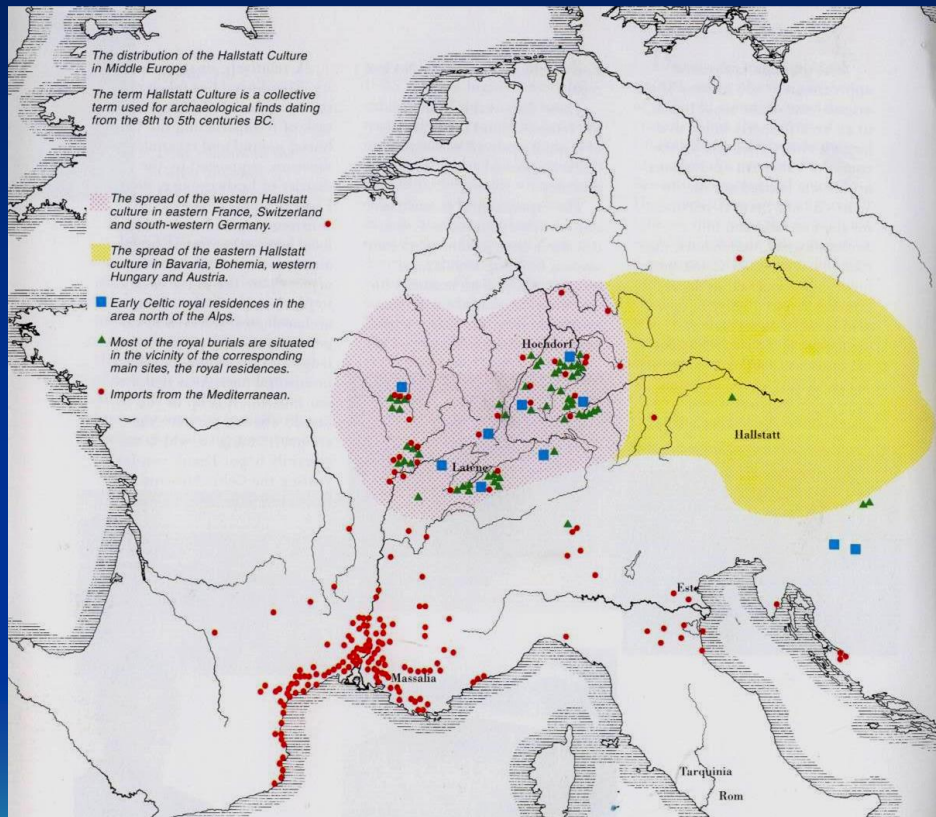 The distribution of the Hallstatt Culture
in Middle Europe
The term Hallstatt Culture is a collective
term used for archaeological finds dating
from the 8th to 5th centuries BC.
The spread of the western Hallstatt
culture in eastern France, Switzerland
and south-western Germany.
The spread of the eastern Hallstatt
culture in Bavaria, Bohemia, western
Hungary and Austria.
Early Celtic royal residences in the
area north of the Alps.
Most of the royal burials are situated
in the vicinity of the corresponding
main sites, the royal residences.
Imports from the Mediterranean.
Hochdorf
Hallstatt
Latène
Este
Massalia
Tarquinia
Rom